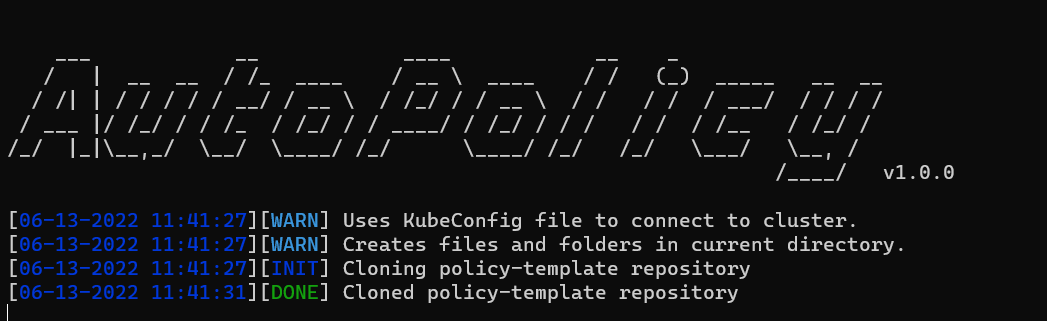 AutoPolicy
v1.0.0
[06-13-2022 11:41:27][WARN] Uses KubeConfig file to connect to cluster.
[06-13-2022 11:41:27][WARN] Creates files and folders in current directory.
[06-13-2022 11:41:27][INIT] Cloning policy-template repository
[06-13-2022 11:41:31][DONE] Cloned policy-template repository